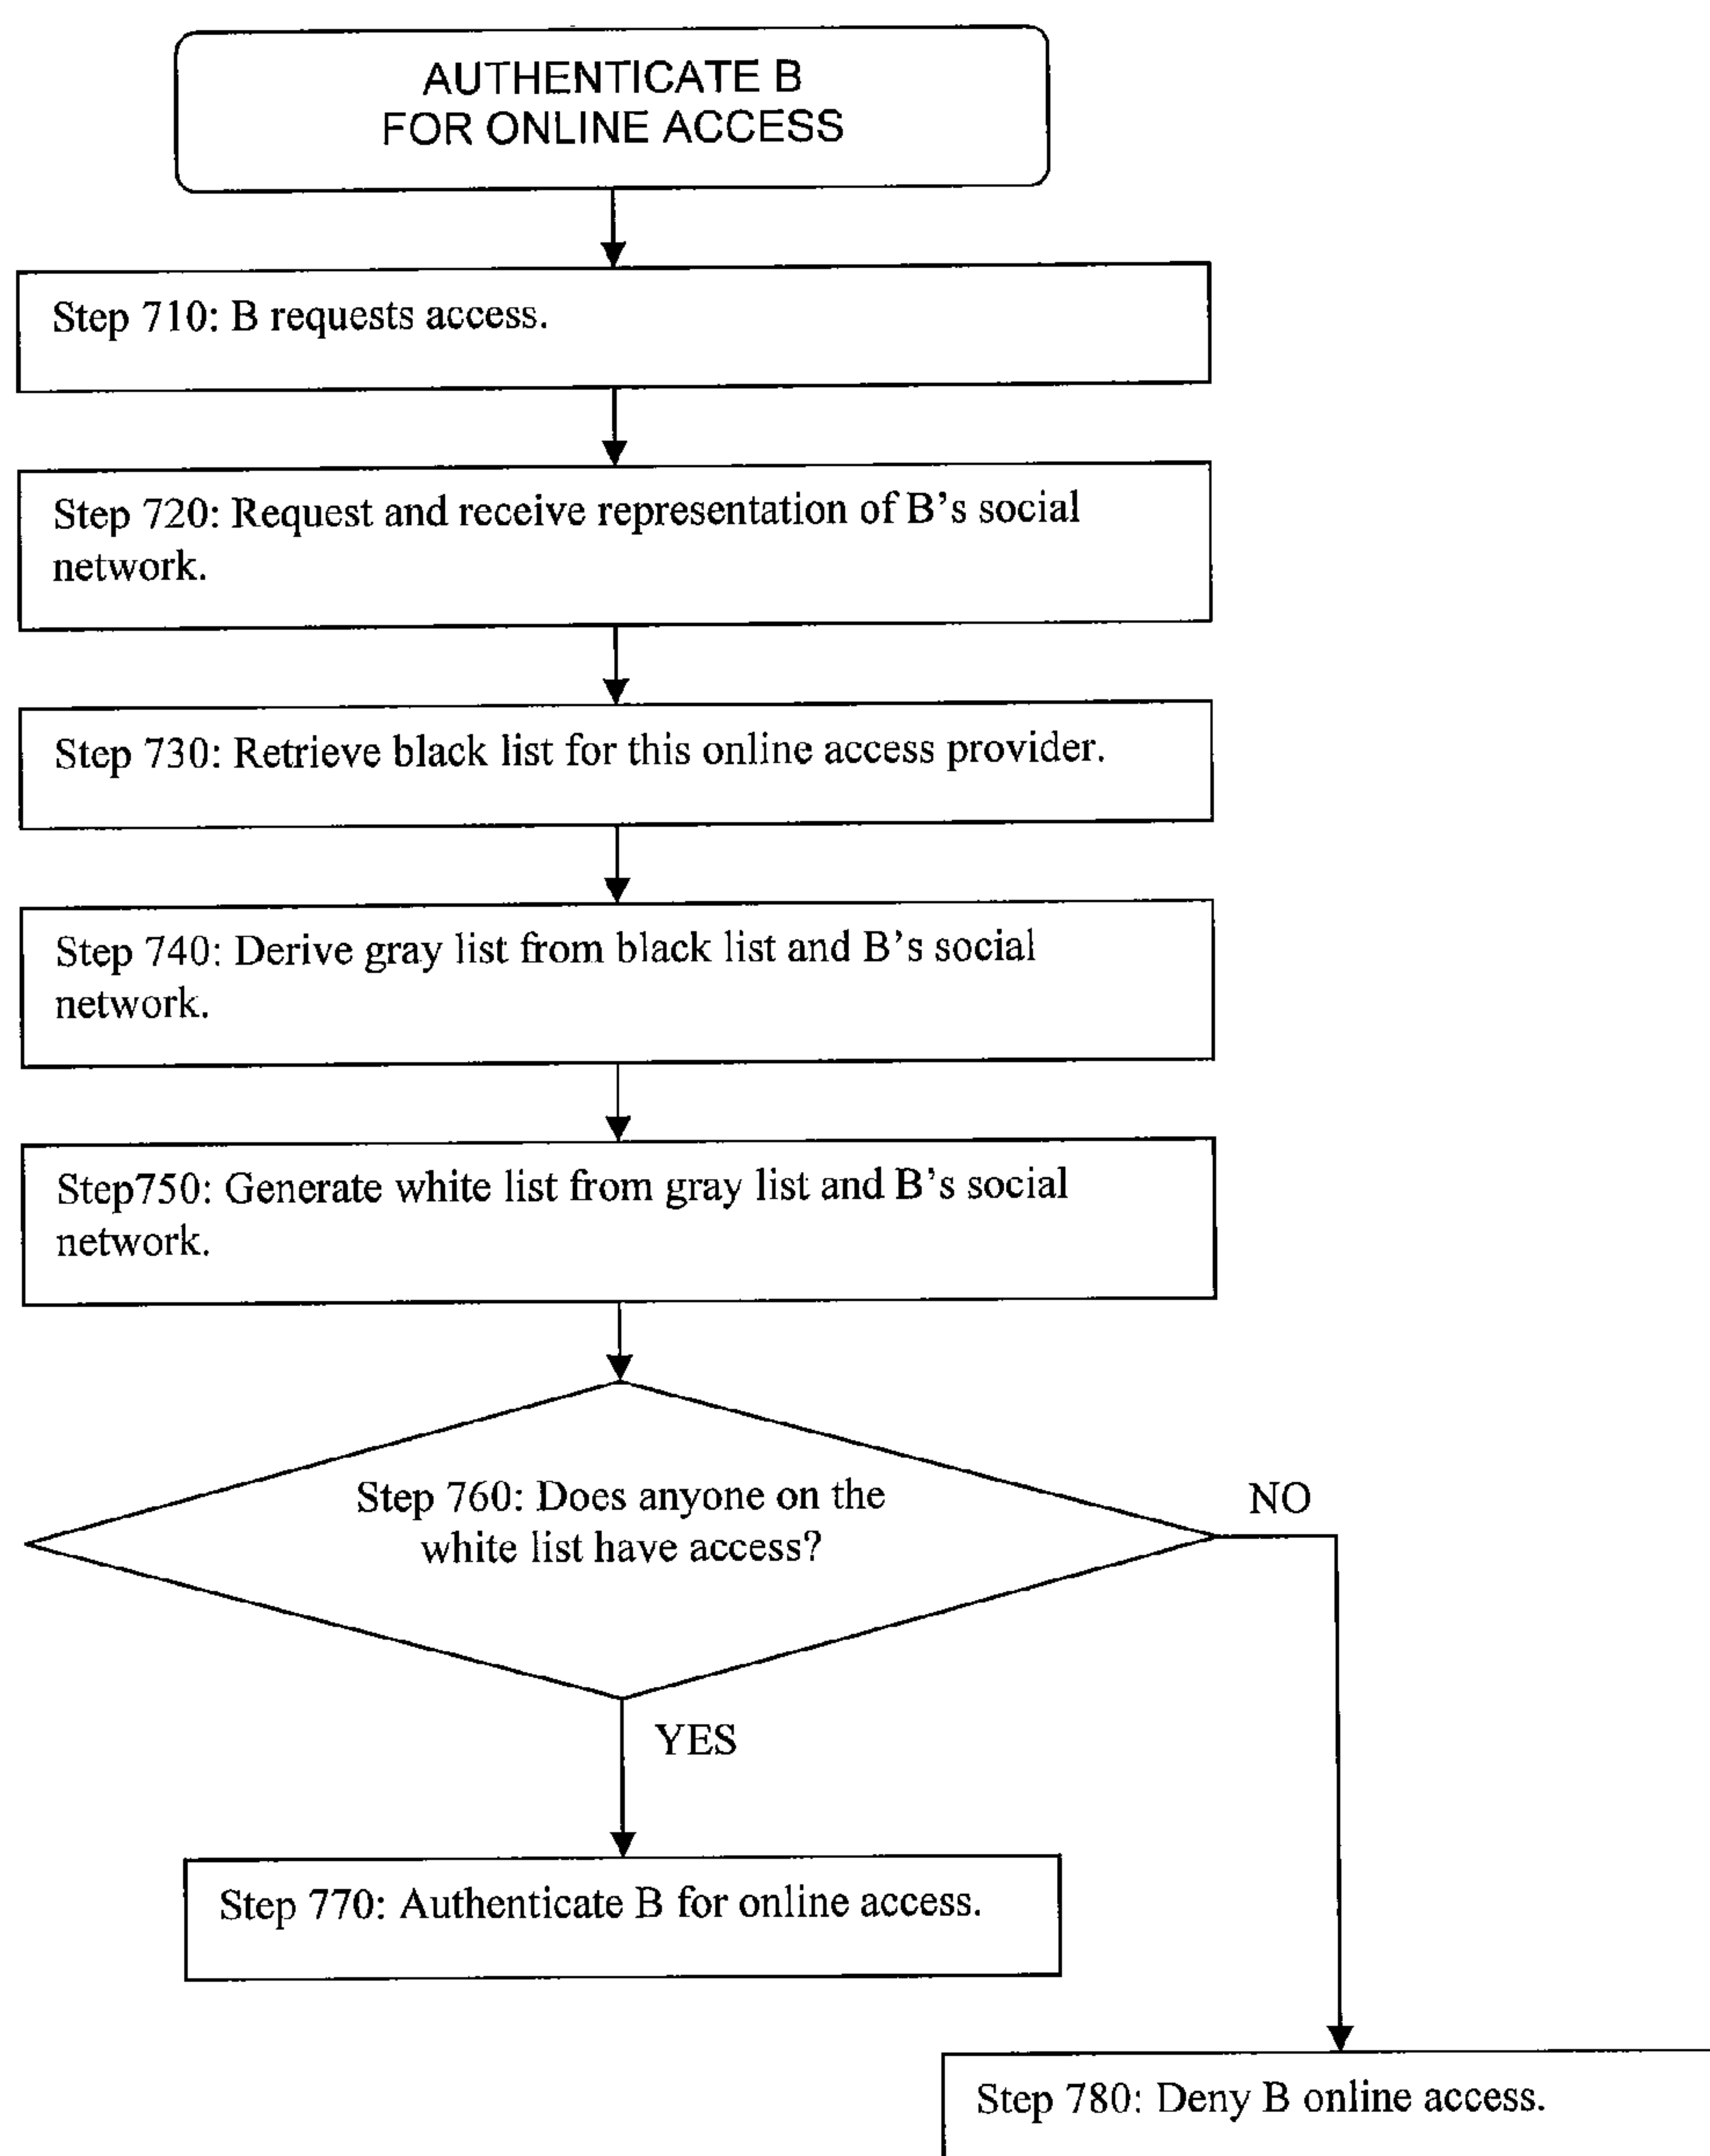 AUTHENTICATE B
FOR ONLINE ACCESS
Step 710: B requests access.
Step 720: Request and receive representation of B's social
network.
Step 730: Retrieve black list for this online access provider.
Step 740: Derive gray list from black list and B's social
network.
Step750: Generate white list from gray list and B's social
network.
Step 760: Does anyone on the
white list have access?
NO
YES
Step 770: Authenticate B for online access.
Step 780: Deny B online access.